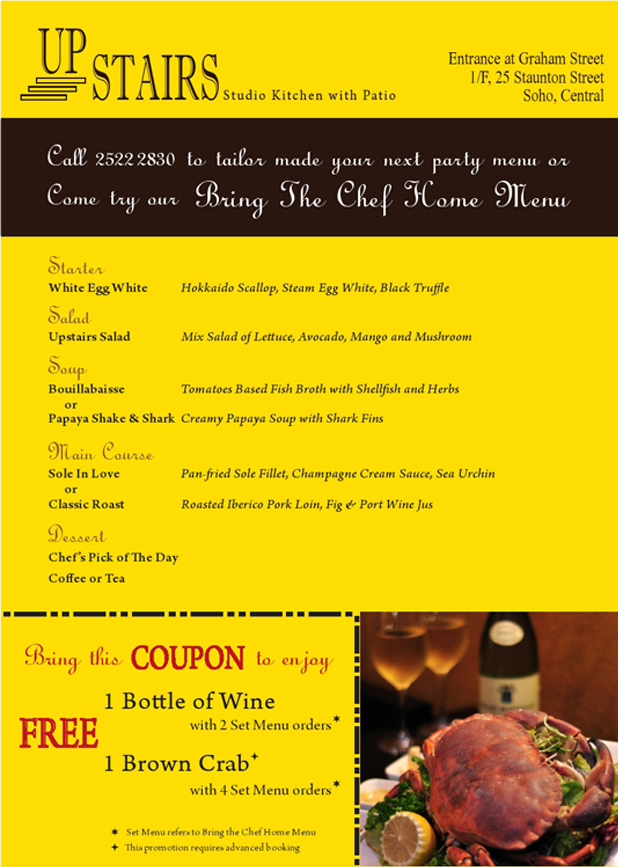 UP
STAIRS Studio Kitchen with Patio
Entrance at Graham Street
1/F, 25 Staunton Street
Soho, Central
Call 2522 2830 to tailor made your next party menu or
Come try our Bring The Chef Home Menu
Starter
White Egg White Hokkaido Scallop, Steam Egg White, Black Truffle
Salad
Upstairs Salad Mix Salad of Lettuce, Avocado, Mango and Mushroom
Soup
Bouillabaisse Tomatoes Based Fish Broth with Shellfish and Herbs
or
Papaya Shake & Shark Creamy Papaya Soup with Shark Fins
Main Course
Sole In Love Pan-fried Sole Fillet, Champagne Cream Sauce, Sea Urchin
or
Classic Roast Roasted Iberico Pork Loin, Fig & Port Wine Jus
Dessert
Chef's Pick of The Day
Coffee or Tea
Bring this COUPON to enjoy
FREE
1 Bottle of Wine
with 2 Set Menu orders*
1 Brown Crab✦
with 4 Set Menu orders*
* Set Menu refers to Bring the Chef Home Menu
✦ This promotion requires advanced booking